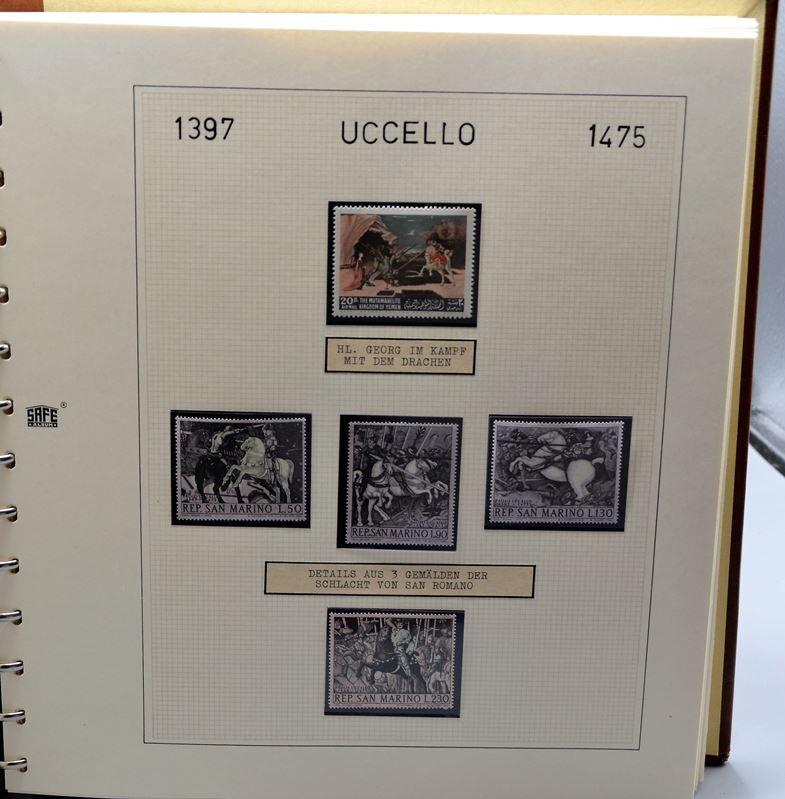 1397 UCCELLO 1475
20B. THE MUTAWAKELITE
AIR MAIL KINGDOM OF YEMEN
HL. GEORG IM KAMPF
MIT DEM DRACHEN
SAFE ®
ALBUM
REP. SAN MARINO L.50
REP. SAN MARINO L.90
REP. SAN MARINO L.130
DETAILS AUS 3 GEMÄLDEN DER
SCHLACHT VON SAN ROMANO
REP. SAN MARINO L.230